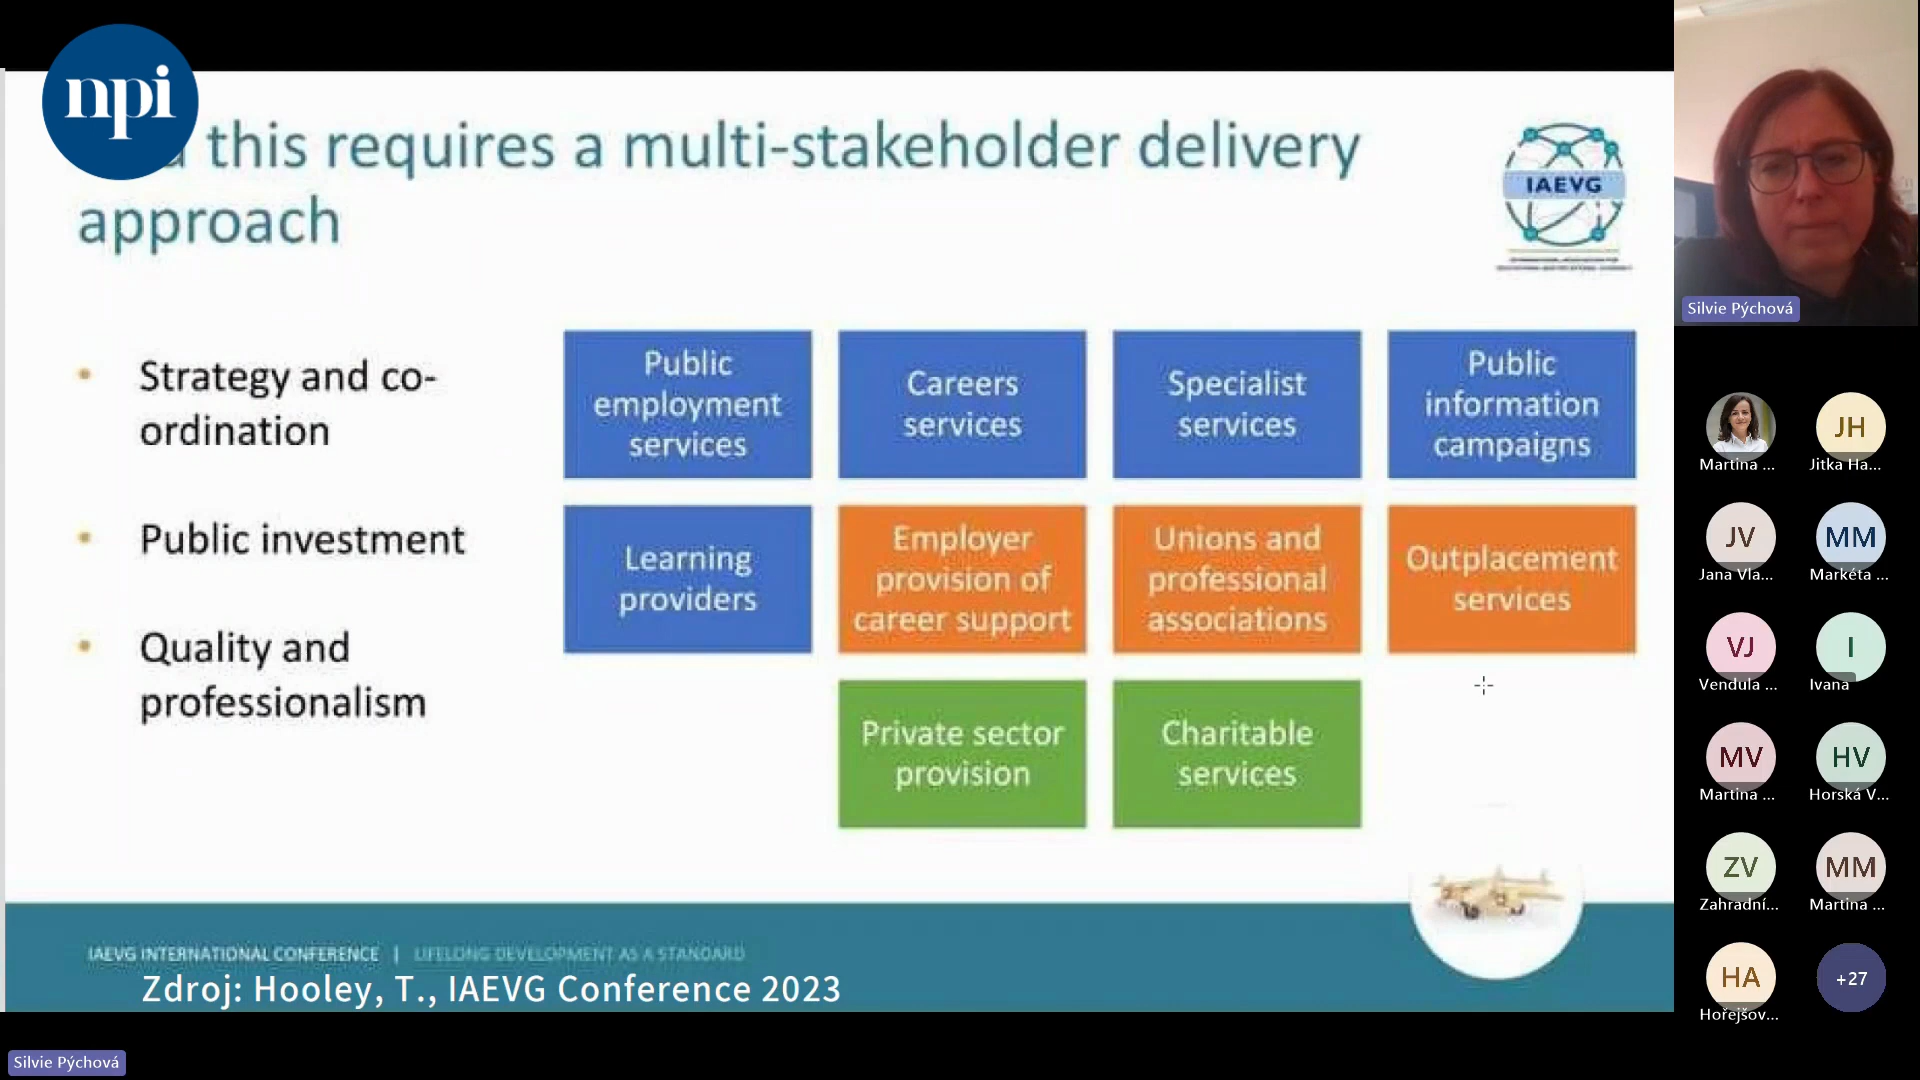 npi
this requires a multi-stakeholder delivery
approach
IAEVG
Strategy and co-
ordination
Public investment
Quality and
professionalism
Public
employment
services
Careers
services
Specialist
services
Public
information
campaigns
Learning
providers
Employer
provision of
career support
Unions and
professional
associations
Outplacement
services
Private sector
provision
Charitable
services
IAEVG INTERNATIONAL CONFERENCE | LIFELONG DEVELOPMENT AS A STANDARD
Zdroj: Hooley, T., IAEVG Conference 2023
Silvie Pýchová
Silvie Pýchová
Martina ...
JH
Jitka Ha...
JV
Jana Vla...
MM
Markéta ...
VJ
Vendula ...
I
Ivana
MV
Martina ...
HV
Horská V...
ZV
Zahradní...
MM
Martina ...
HA
Hořejšov...
+27